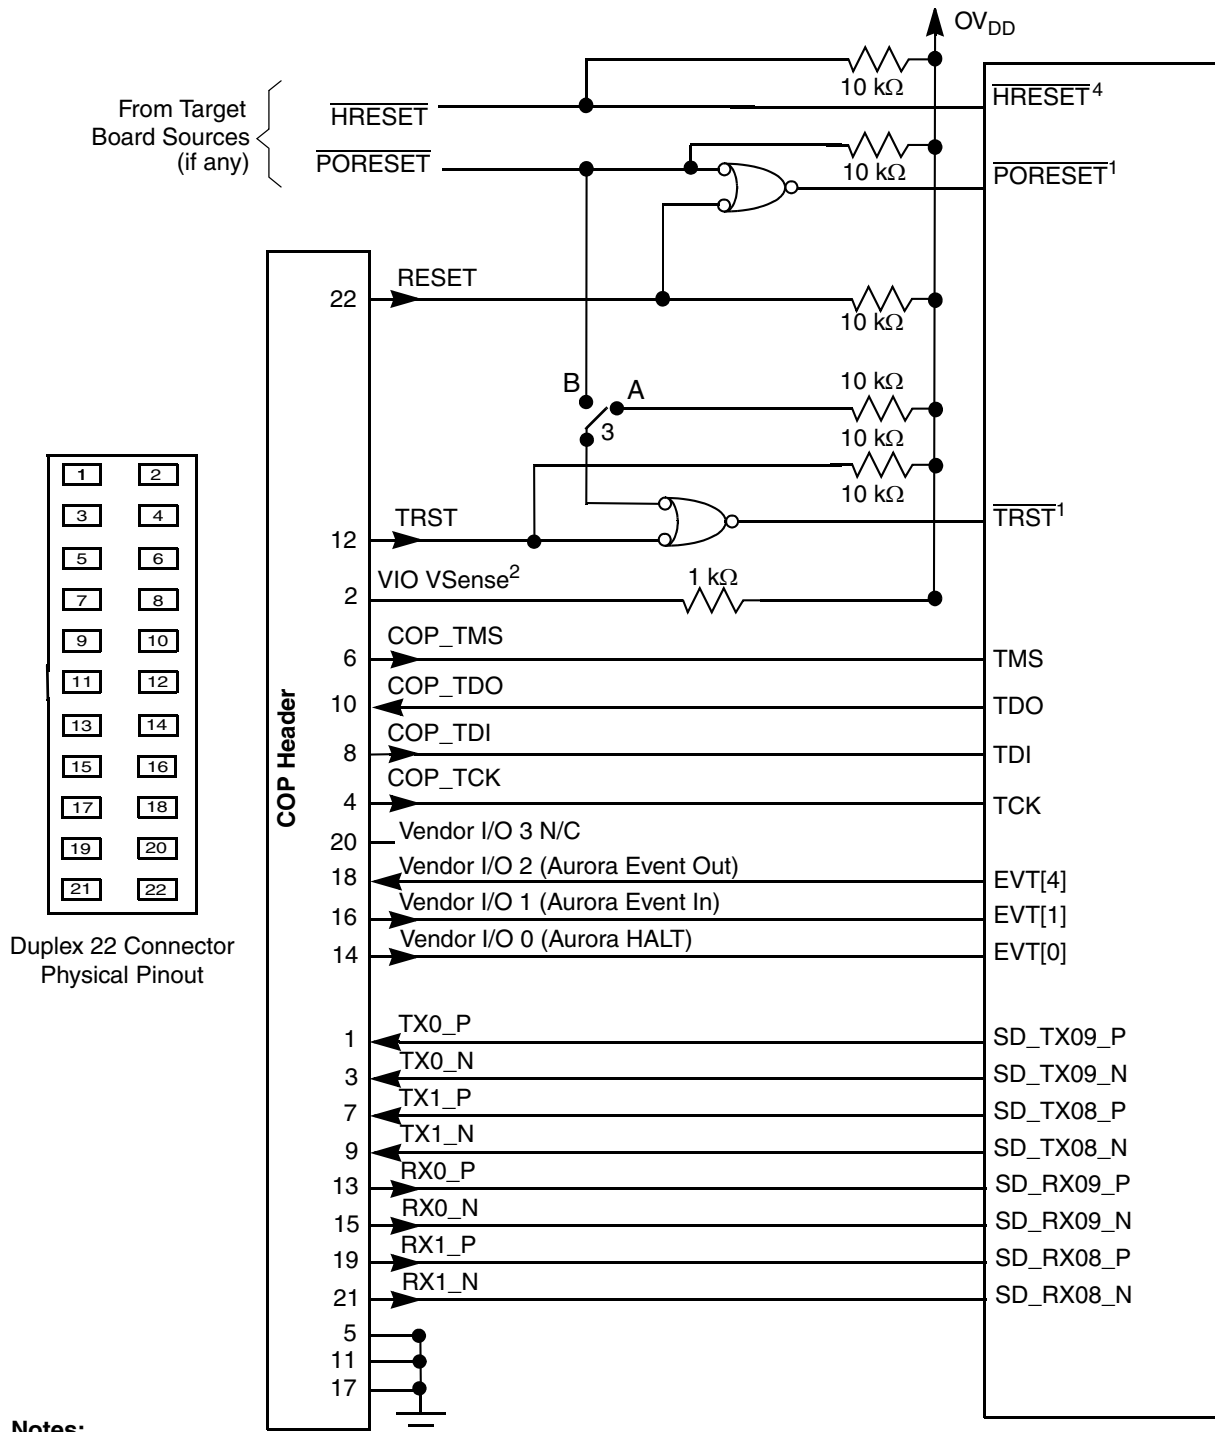 OVDD
10 kΩ
From Target
Board Sources
(if any)
HRESET
HRESET4
PORESET
10 kΩ
PORESET1
22
RESET
10 kΩ
B
A
10 kΩ
3
10 kΩ
10 kΩ
12
TRST
TRST1
2
VIO VSense2
1 kΩ
6
COP_TMS
TMS
10
COP_TDO
TDO
8
COP_TDI
TDI
4
COP_TCK
TCK
20
Vendor I/O 3 N/C
18
Vendor I/O 2 (Aurora Event Out)
EVT[4]
16
Vendor I/O 1 (Aurora Event In)
EVT[1]
14
Vendor I/O 0 (Aurora HALT)
EVT[0]
1
TX0_P
SD_TX09_P
3
TX0_N
SD_TX09_N
7
TX1_P
SD_TX08_P
9
TX1_N
SD_TX08_N
13
RX0_P
SD_RX09_P
15
RX0_N
SD_RX09_N
19
RX1_P
SD_RX08_P
21
RX1_N
SD_RX08_N
5
11
17
COP Header
1 2
3 4
5 6
7 8
9 10
11 12
13 14
15 16
17 18
19 20
21 22
Duplex 22 Connector
Physical Pinout
Notes: